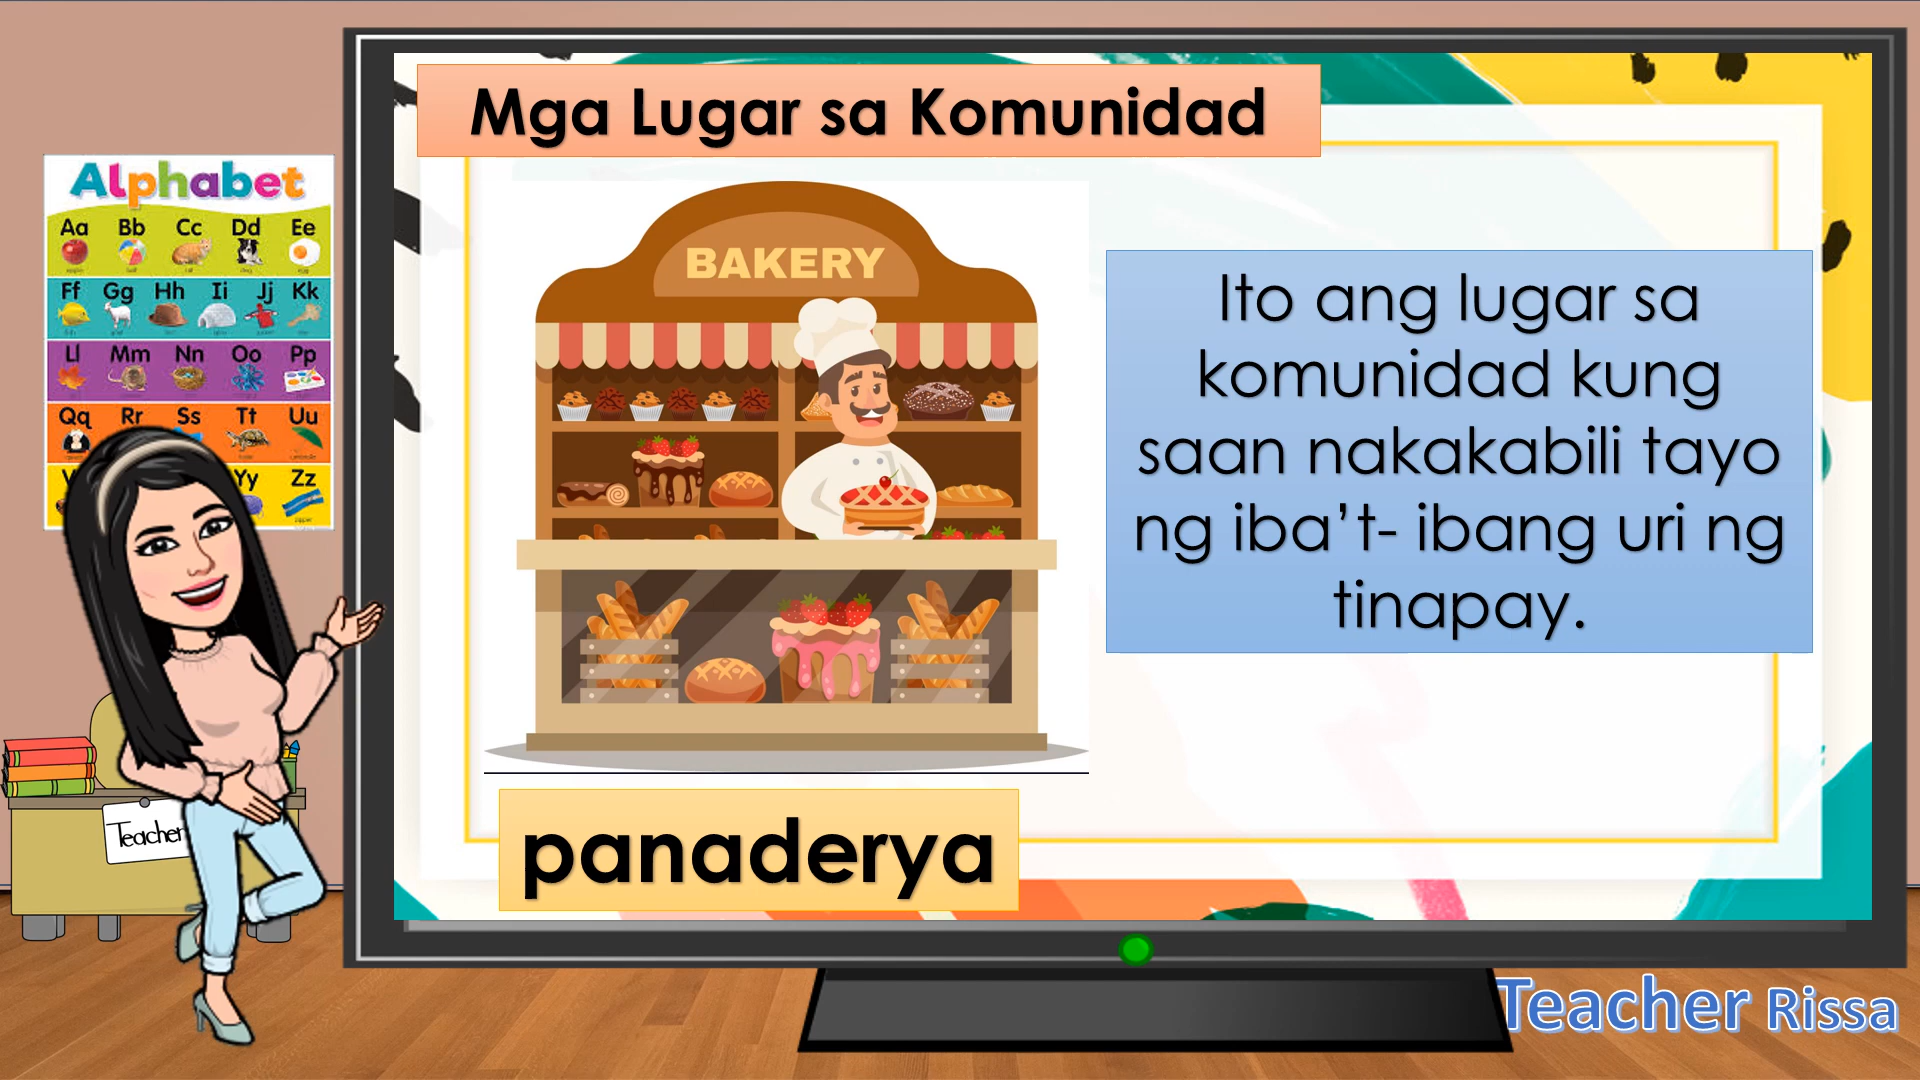 Mga Lugar sa Komunidad
Alphabet
Aa Bb Cc Dd Ee
Ff Gg Hh Ii Jj Kk
Ll Mm Nn Oo Pp
Qq Rr Ss Tt Uu
Yy Zz
BAKERY
Ito ang lugar sa
komunidad kung
saan nakakabili tayo
ng iba’t- ibang uri ng
tinapay.
panaderya
Teacher
Teacher Rissa